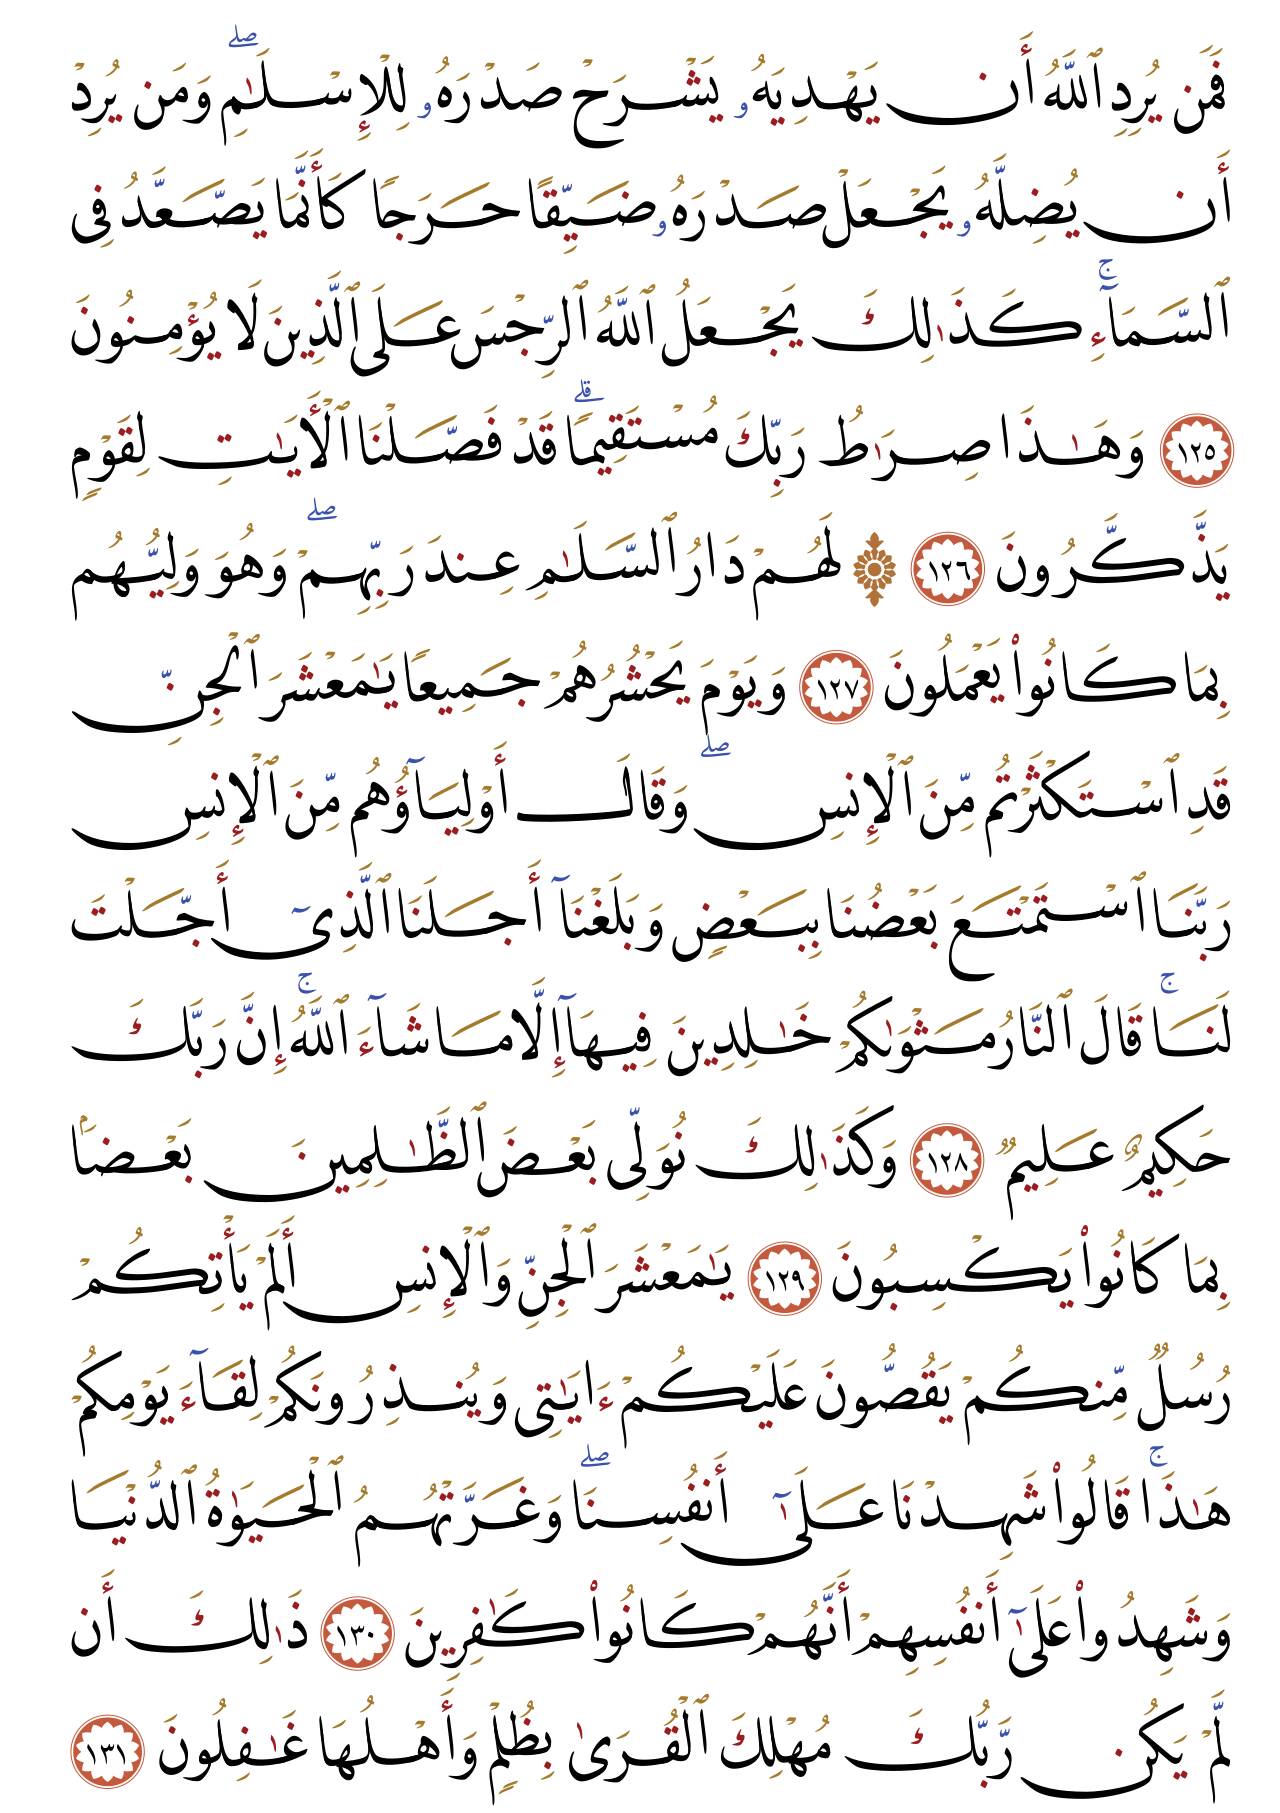 فَمَن يُرِدِ ٱللَّهُ أَن يَهْدِيَهُۥ يَشْرَحْ صَدْرَهُۥ لِلْإِسْلَٰمِۖ وَمَن يُرِدْ
أَن يُضِلَّهُۥ يَجْعَلْ صَدْرَهُۥ ضَيِّقًا حَرَجًا كَأَنَّمَا يَصَّعَّدُ فِى
ٱلسَّمَآءِۚ كَذَٰلِكَ يَجْعَلُ ٱللَّهُ ٱلرِّجْسَ عَلَى ٱلَّذِينَ لَا يُؤْمِنُونَ
١٢٥ وَهَٰذَا صِرَٰطُ رَبِّكَ مُسْتَقِيمًاۗ قَدْ فَصَّلْنَا ٱلْأَيَٰتِ لِقَوْمٍ
يَذَّكَّرُونَ ١٢٦ ۞ لَهُمْ دَارُ ٱلسَّلَٰمِ عِندَ رَبِّهِمْۖ وَهُوَ وَلِيُّهُم
بِمَا كَانُوا۟ يَعْمَلُونَ ١٢٧ وَيَوْمَ يَحْشُرُهُمْ جَمِيعًا يَٰمَعْشَرَ ٱلْجِنِّ
قَدِ ٱسْتَكْثَرْتُم مِّنَ ٱلْإِنسِۖ وَقَالَ أَوْلِيَآؤُهُم مِّنَ ٱلْإِنسِ
رَبَّنَا ٱسْتَمْتَعَ بَعْضُنَا بِبَعْضٍ وَبَلَغْنَآ أَجَلَنَا ٱلَّذِىٓ أَجَّلْتَ
لَنَاۚ قَالَ ٱلنَّارُ مَثْوَىٰكُمْ خَٰلِدِينَ فِيهَآ إِلَّا مَا شَآءَ ٱللَّهُۚ إِنَّ رَبَّكَ
حَكِيمٌ عَلِيمٌ ١٢٨ وَكَذَٰلِكَ نُوَلِّى بَعْضَ ٱلظَّٰلِمِينَ بَعْضَۢا
بِمَا كَانُوا۟ يَكْسِبُونَ ١٢٩ يَٰمَعْشَرَ ٱلْجِنِّ وَٱلْإِنسِ أَلَمْ يَأْتِكُمْ
رُسُلٌ مِّنكُمْ يَقُصُّونَ عَلَيْكُمْ ءَايَٰتِى وَيُنذِرُونَكُمْ لِقَآءَ يَوْمِكُمْ
هَٰذَاۚ قَالُوا۟ شَهِدْنَا عَلَىٰٓ أَنفُسِنَاۖ وَغَرَّتْهُمُ ٱلْحَيَوٰةُ ٱلدُّنْيَا
وَشَهِدُوا۟ عَلَىٰٓ أَنفُسِهِمْ أَنَّهُمْ كَانُوا۟ كَٰفِرِينَ ١٣٠ ذَٰلِكَ أَن
لَّمْ يَكُن رَّبُّكَ مُهْلِكَ ٱلْقُرَىٰ بِظُلْمٍ وَأَهْلُهَا غَٰفِلُونَ ١٣١